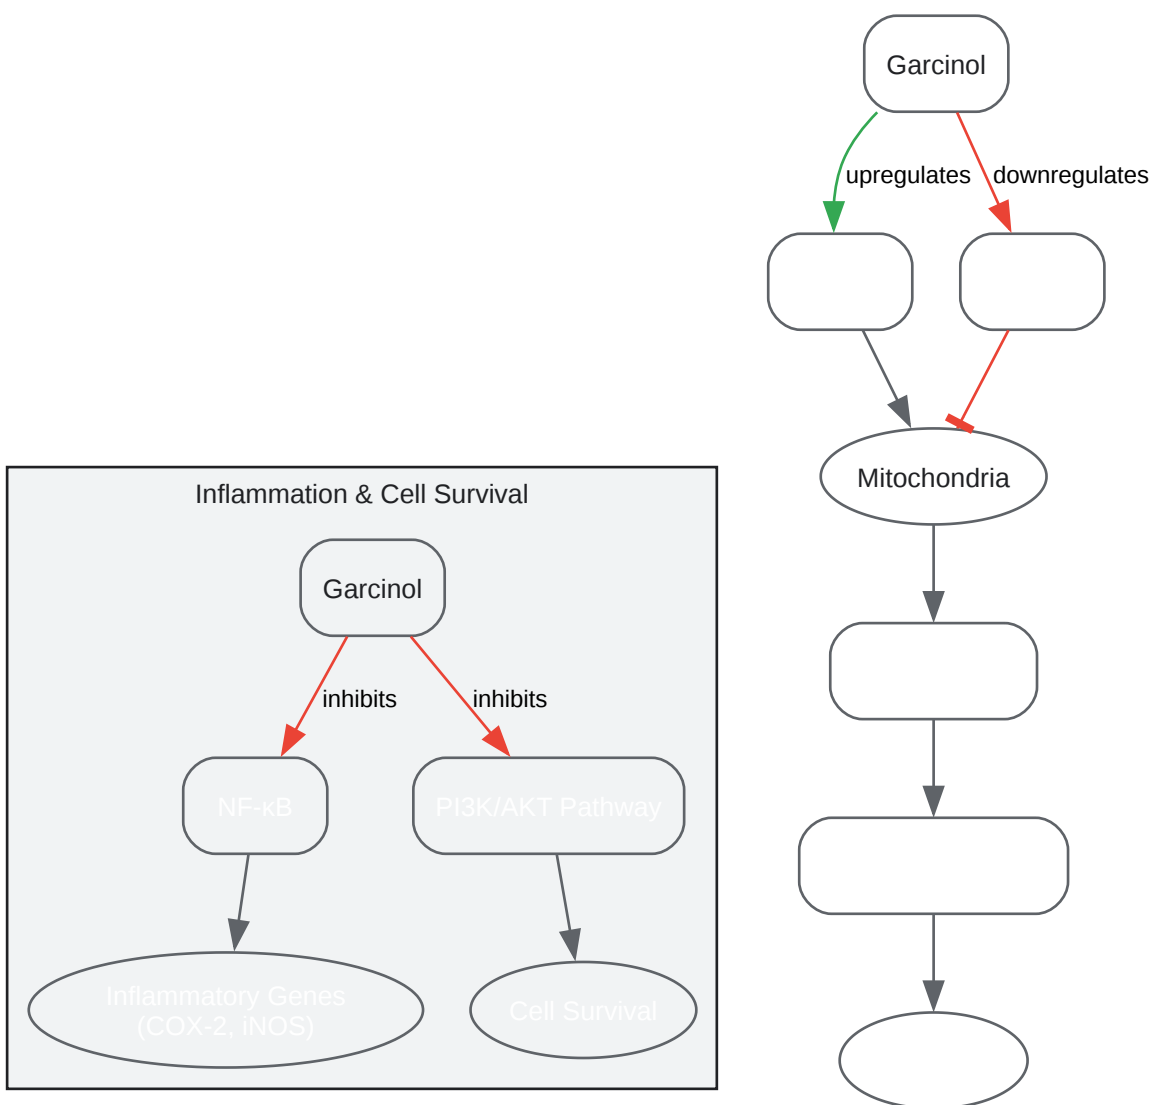 Garcinol
upregulates
downregulates
Mitochondria
Inflammation & Cell Survival
Garcinol
inhibits
inhibits
NF-κB
PI3K/AKT Pathway
Inflammatory Genes
(COX-2, iNOS)
Cell Survival